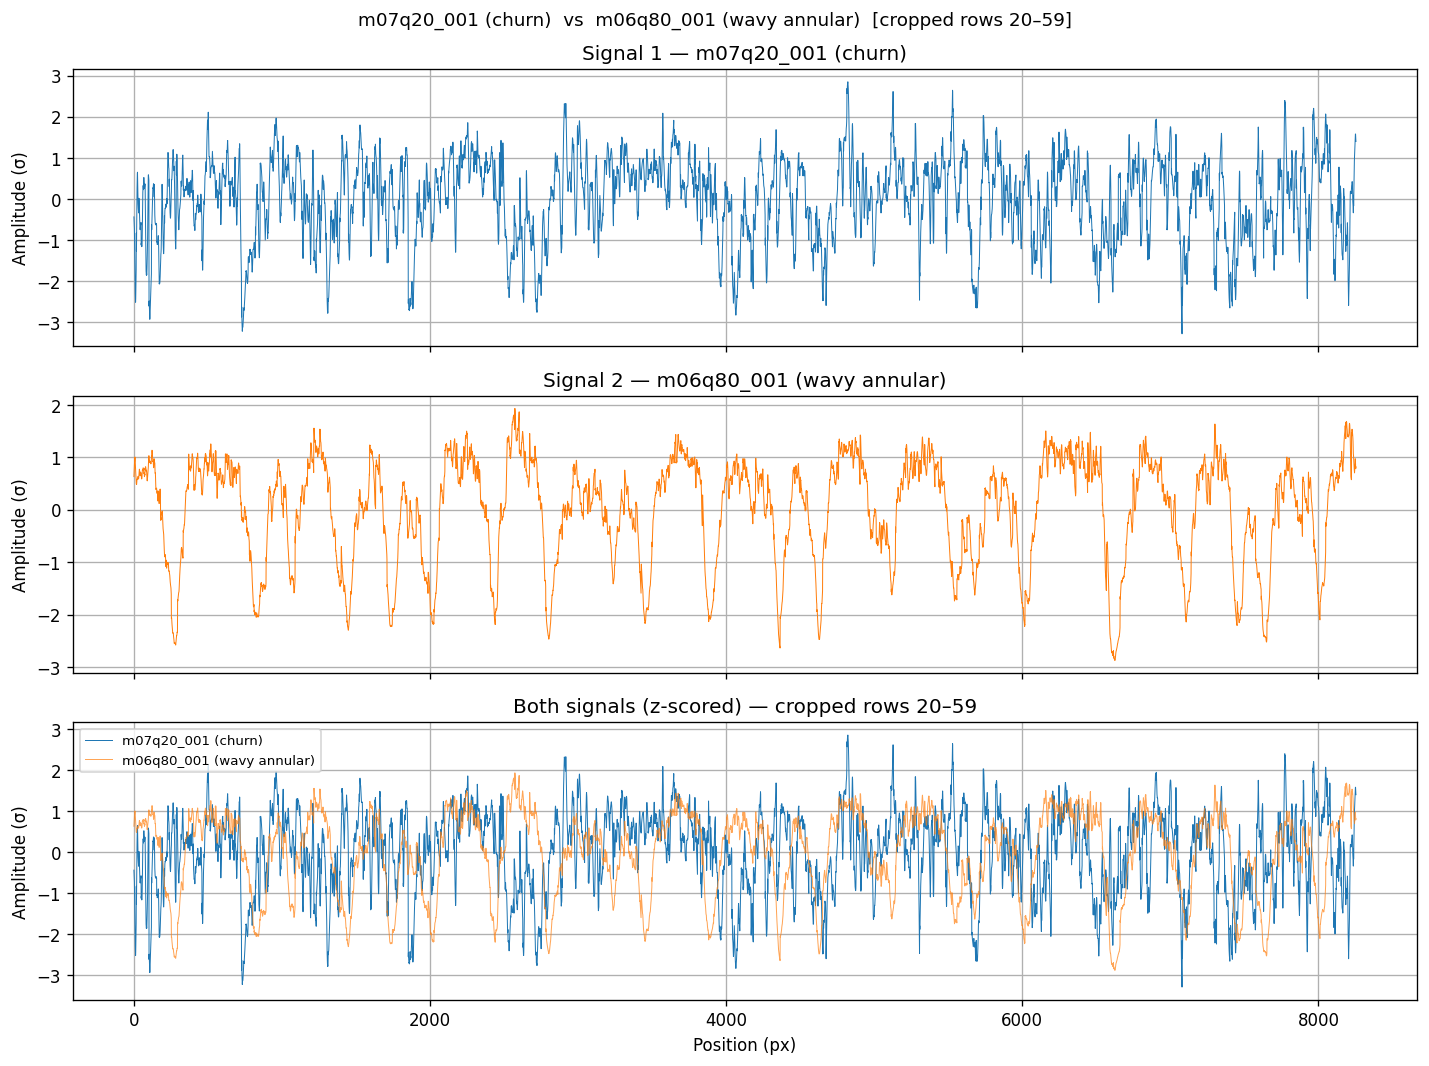 m07q20_001 (churn)  vs  m06q80_001 (wavy annular)  [cropped rows 20–59]
Signal 1 — m07q20_001 (churn)
3
2
1
0
−1
−2
−3
Amplitude (σ)
Signal 2 — m06q80_001 (wavy annular)
2
1
0
−1
−2
−3
Amplitude (σ)
Both signals (z-scored) — cropped rows 20–59
m07q20_001 (churn)
m06q80_001 (wavy annular)
3
2
1
0
−1
−2
−3
Amplitude (σ)
0 2000 4000 6000 8000
Position (px)